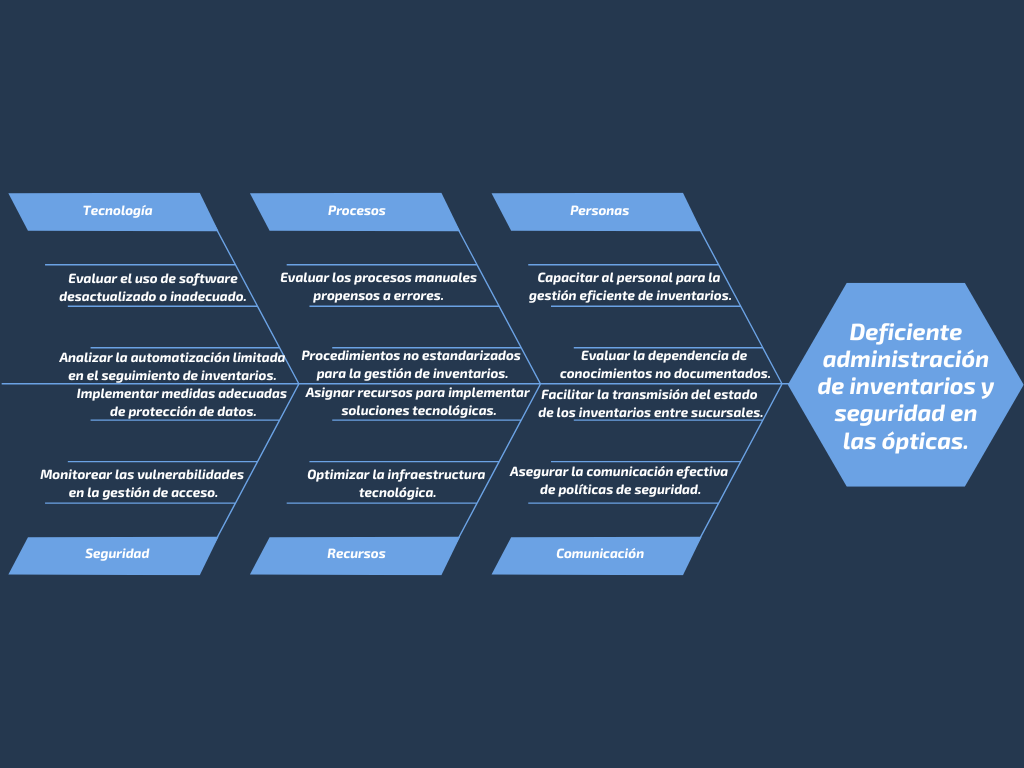 Tecnología
Procesos
Personas
Evaluar el uso de software
desactualizado o inadecuado.
Evaluar los procesos manuales
propensos a errores.
Capacitar al personal para la
gestión eficiente de inventarios.
Analizar la automatización limitada
en el seguimiento de inventarios.
Procedimientos no estandarizados
para la gestión de inventarios.
Evaluar la dependencia de
conocimientos no documentados.
Deficiente
administración
de inventarios y
seguridad en
las ópticas.
Implementar medidas adecuadas
de protección de datos.
Asignar recursos para implementar
soluciones tecnológicas.
Facilitar la transmisión del estado
de los inventarios entre sucursales.
Monitorear las vulnerabilidades
en la gestión de acceso.
Optimizar la infraestructura
tecnológica.
Asegurar la comunicación efectiva
de políticas de seguridad.
Seguridad
Recursos
Comunicación